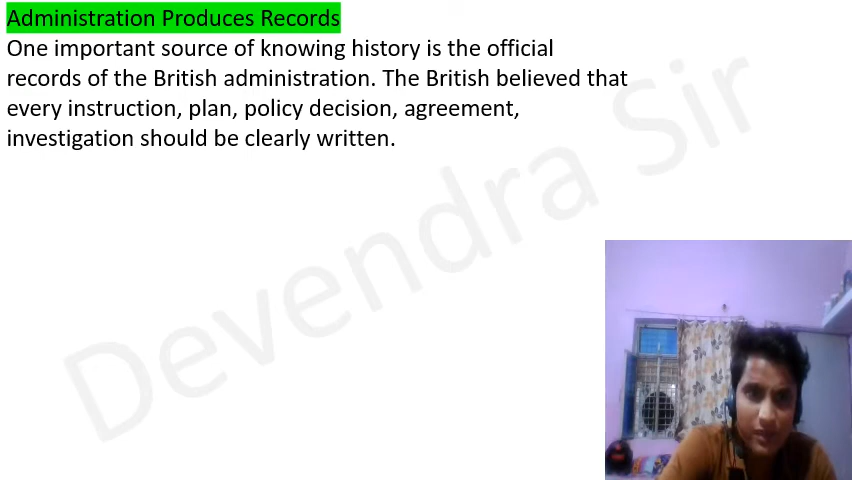 Administration Produces Records
One important source of knowing history is the official
records of the British administration. The British believed that
every instruction, plan, policy decision, agreement,
investigation should be clearly written.
Devendra Sir